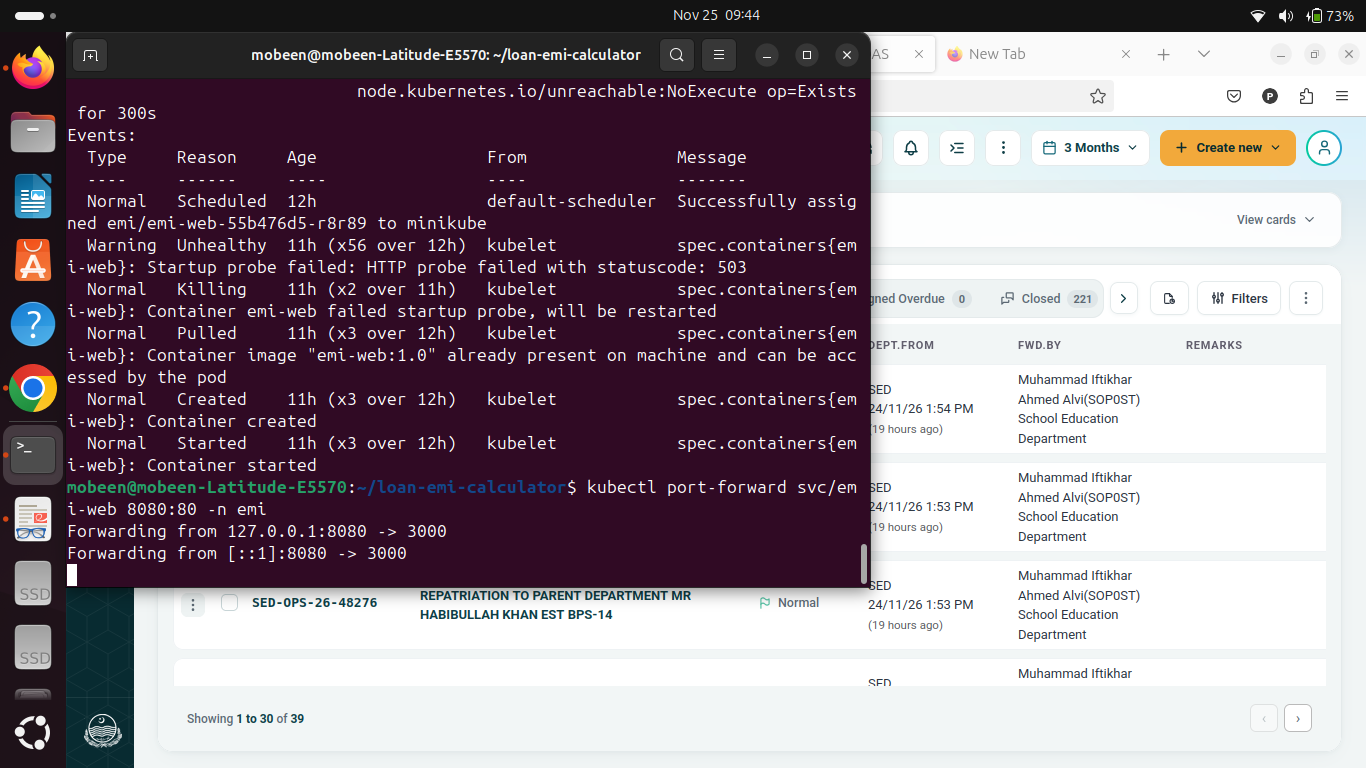 Nov 25 09:44
73%
mobeen@mobeen-Latitude-E5570: ~/loan-emi-calculator
AS
New Tab
node.kubernetes.io/unreachable:NoExecute op=Exists
for 300s
Events:
Type Reason Age From Message
---- ------ ---- ---- -------
Normal Scheduled 12h default-scheduler Successfully assig
ned emi/emi-web-55b476d5-r8r89 to minikube
Warning Unhealthy 11h (x56 over 12h) kubelet spec.containers{em
i-web}: Startup probe failed: HTTP probe failed with statuscode: 503
Normal Killing 11h (x2 over 11h) kubelet spec.containers{em
i-web}: Container emi-web failed startup probe, will be restarted
Normal Pulled 11h (x3 over 12h) kubelet spec.containers{em
i-web}: Container image "emi-web:1.0" already present on machine and can be acc
essed by the pod
Normal Created 11h (x3 over 12h) kubelet spec.containers{em
i-web}: Container created
Normal Started 11h (x3 over 12h) kubelet spec.containers{em
i-web}: Container started
mobeen@mobeen-Latitude-E5570:~/loan-emi-calculator$ kubectl port-forward svc/em
i-web 8080:80 -n emi
Forwarding from 127.0.0.1:8080 -> 3000
Forwarding from [::1]:8080 -> 3000
P
3 Months
+ Create new
View cards
gned Overdue 0
Closed 221
Filters
DEPT.FROM FWD.BY REMARKS
SED
24/11/26 1:54 PM
(19 hours ago)
Muhammad Iftikhar
Ahmed Alvi(SOP0ST)
School Education
Department
SED
24/11/26 1:53 PM
(19 hours ago)
Muhammad Iftikhar
Ahmed Alvi(SOP0ST)
School Education
Department
SED-OPS-26-48276
REPATRIATION TO PARENT DEPARTMENT MR
HABIBULLAH KHAN EST BPS-14
Normal
SED
24/11/26 1:53 PM
(19 hours ago)
Muhammad Iftikhar
Ahmed Alvi(SOP0ST)
School Education
Department
SED
Muhammad Iftikhar
Showing 1 to 30 of 39
SSD
SSD